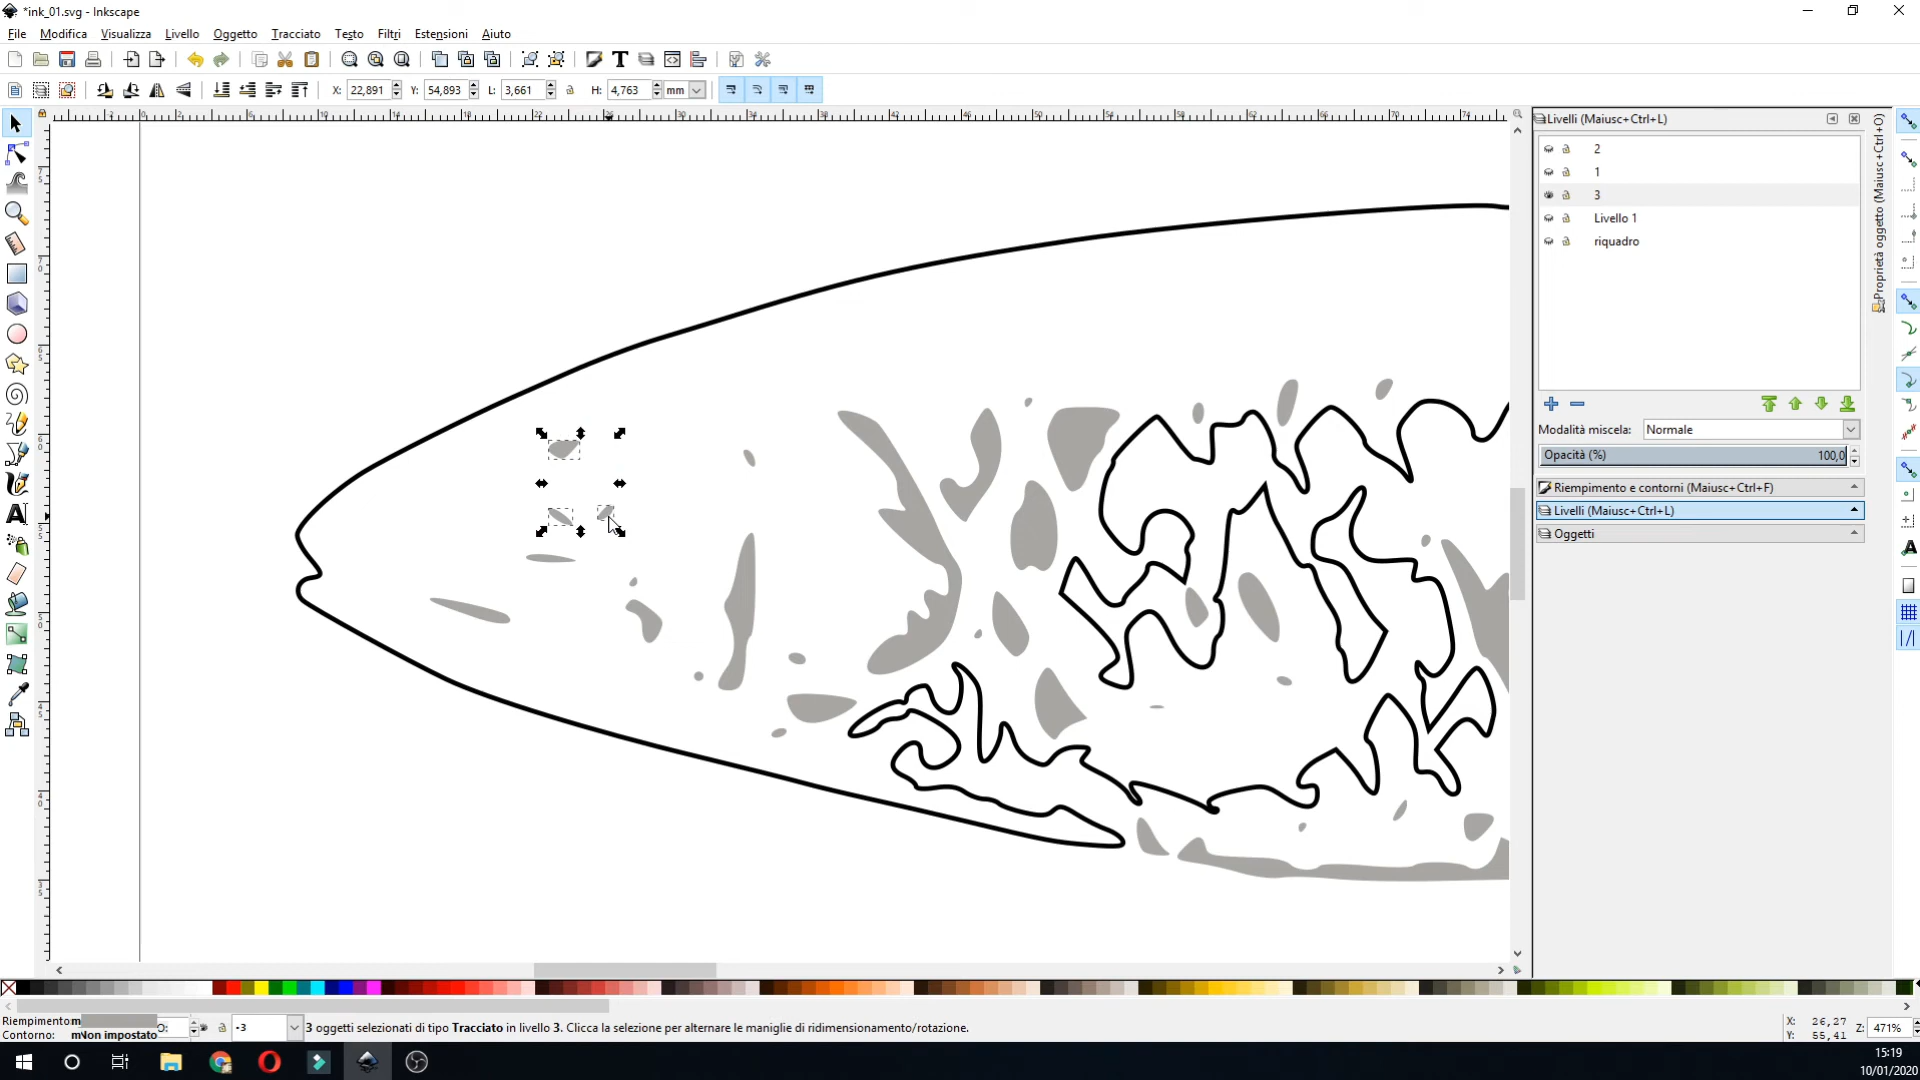 *ink_01.svg - Inkscape
File Modifica Visualizza Livello Oggetto Tracciato Testo Filtri Estensioni Aiuto
X: 22,891 Y: 54,893 L: 3,661 H: 4,763 mm
Livelli (Maiusc+Ctrl+L)
2
1
3
Livello 1
riquadro
Modalità miscela: Normale
Opacità (%) 100,0
Riempimento e contorni (Maiusc+Ctrl+F)
Livelli (Maiusc+Ctrl+L)
Oggetti
Proprietà oggetto (Maiusc+Ctrl+O)
Riempimento m O: -3 3 oggetti selezionati di tipo Tracciato in livello 3. Clicca la selezione per alternare le maniglie di ridimensionamento/rotazione. X: 26,27 Z: 471%
Contorno: Non impostato Y: 55,41
15:19
10/01/2020